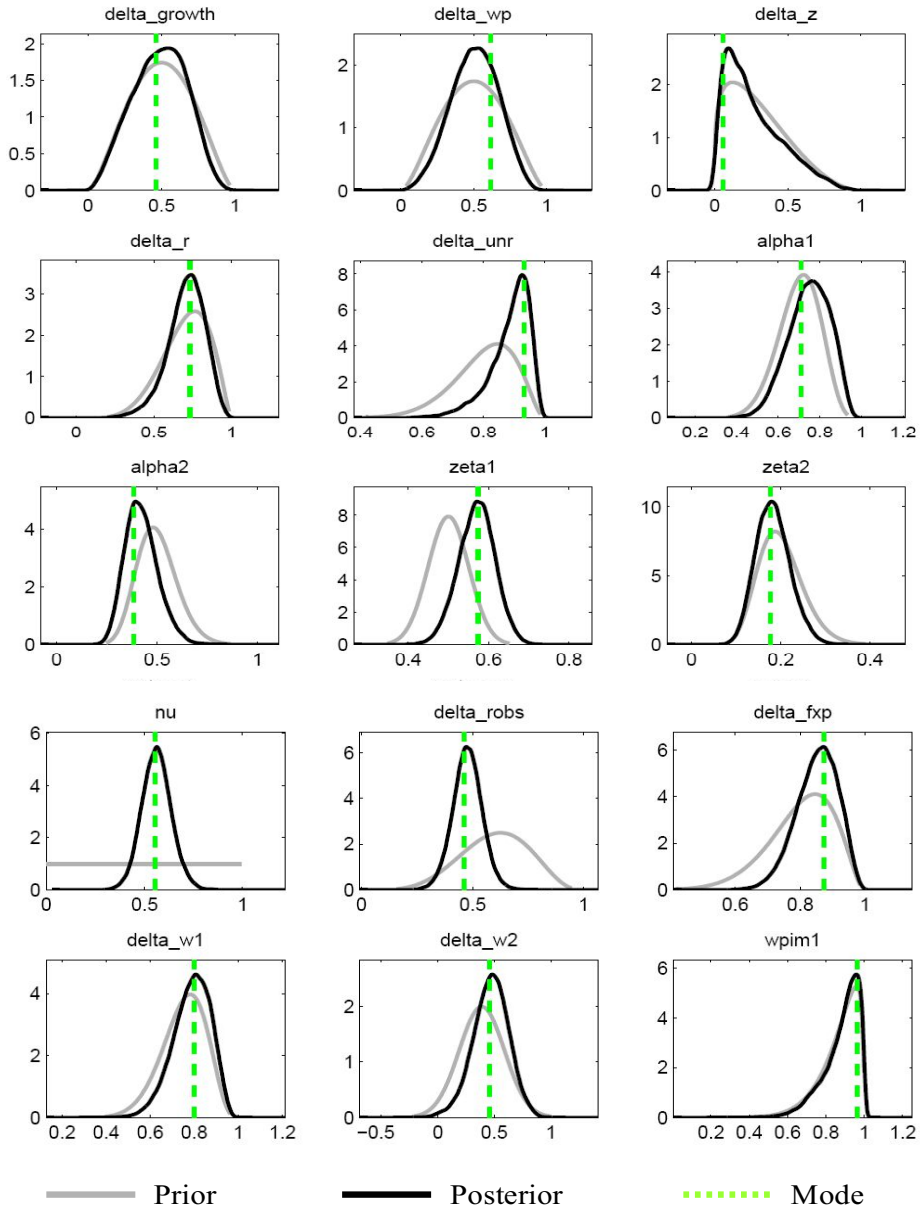 delta_growth delta_wp delta_z
2 1.5 1 0.5 0 0 0.5 1
2 1 0 0 0.5 1
2 1 0 0 0.5 1
delta_r delta_unr alpha1
3 2 1 0 0 0.5 1
8 6 4 2 0 0.4 0.6 0.8 1
4 3 2 1 0 0.2 0.4 0.6 0.8 1 1.2
alpha2 zeta1 zeta2
4 2 0 0 0.5 1
8 6 4 2 0 0.4 0.6 0.8
10 5 0 0 0.2 0.4
nu delta_robs delta_fxp
6 4 2 0 0 0.5 1
6 4 2 0 0 0.5 1
6 4 2 0 0.6 0.8 1
delta_w1 delta_w2 wpim1
4 2 0 0.2 0.4 0.6 0.8 1 1.2
2 1 0 −0.5 0 0.5 1
6 4 2 0 0.2 0.4 0.6 0.8 1 1.2
Prior Posterior Mode